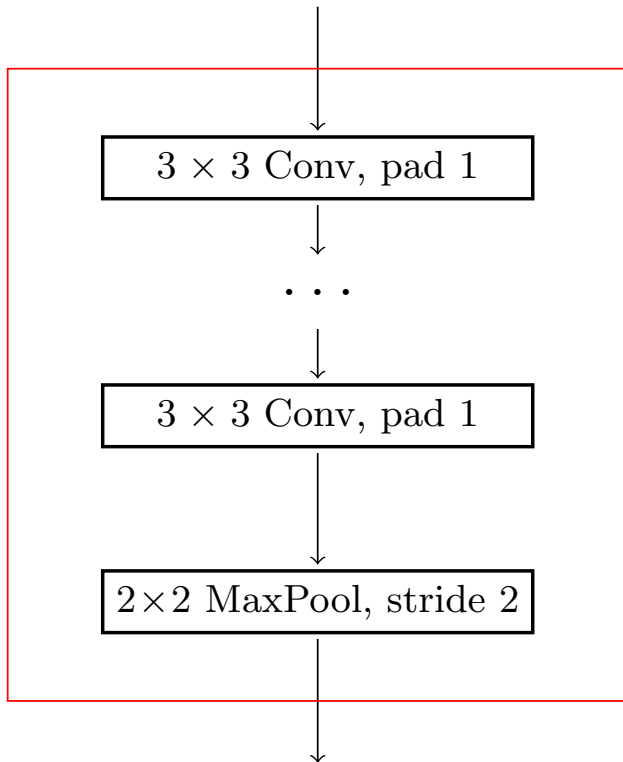 3 × 3 Conv, pad 1
. . .
3 × 3 Conv, pad 1
2×2 MaxPool, stride 2